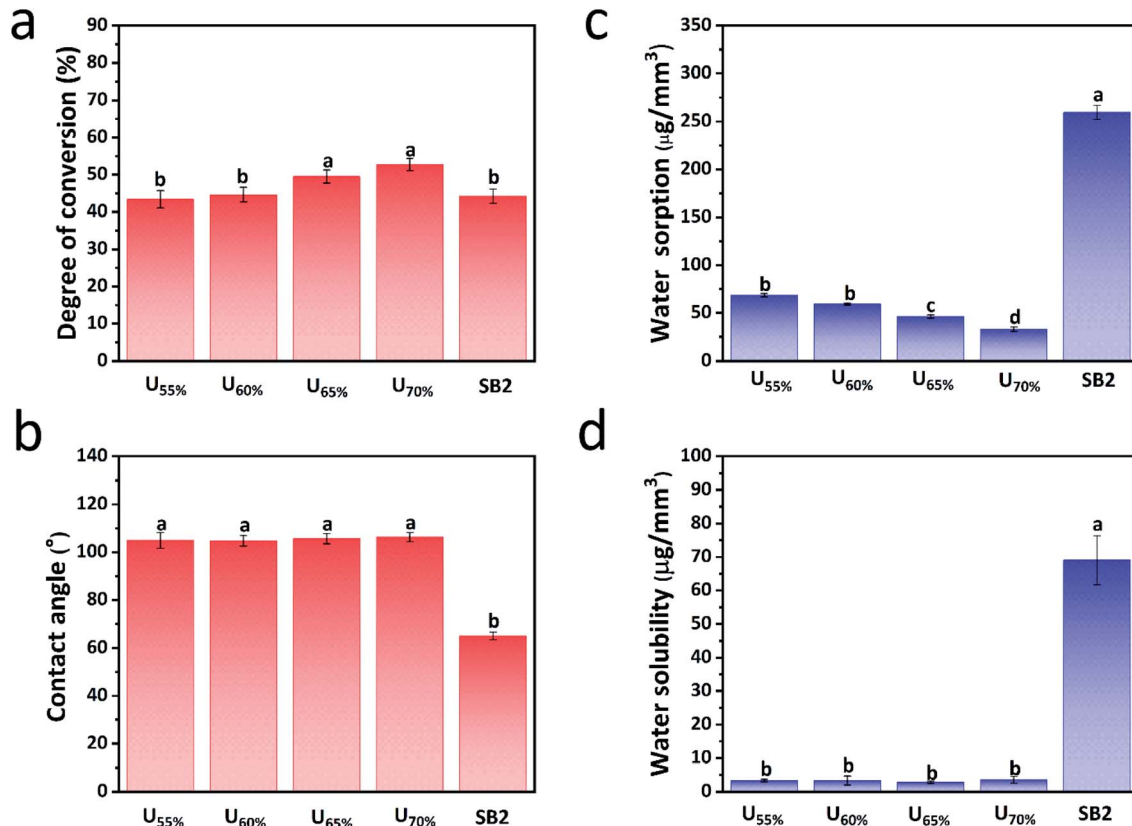 a
Degree of conversion (%)
90
80
70
60
50
40
30
20
10
0
b
b
a
a
b
U55%
U60%
U65%
U70%
SB2
c
Water sorption (μg/mm³)
350
300
250
200
150
100
50
0
b
b
c
d
a
U55%
U60%
U65%
U70%
SB2
b
Contact angle (°)
140
120
100
80
60
40
20
0
a
a
a
a
b
U55%
U60%
U65%
U70%
SB2
d
Water solubility (μg/mm³)
100
90
80
70
60
50
40
30
20
10
0
b
b
b
b
a
U55%
U60%
U65%
U70%
SB2